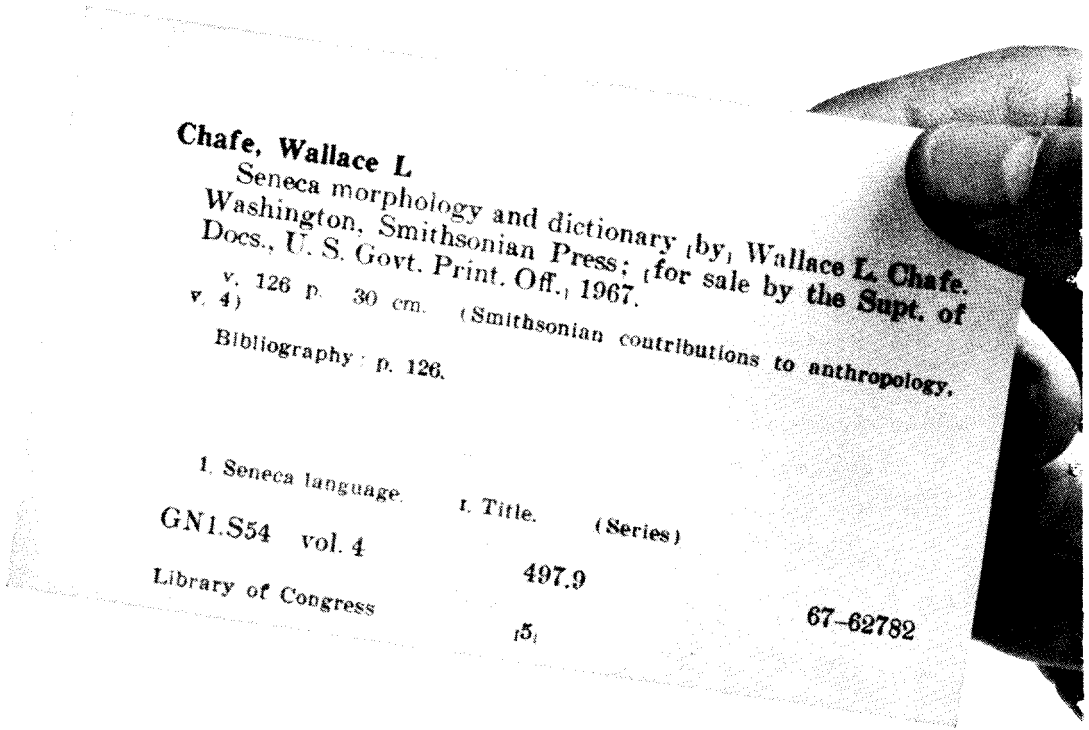 Chafe, Wallace L
Seneca morphology and dictionary [by] Wallace L. Chafe.
Washington, Smithsonian Press; [for sale by the Supt. of
Docs., U. S. Govt. Print. Off.] 1967.
v, 126 p. 30 cm. (Smithsonian contributions to anthropology,
v. 4)
Bibliography: p. 126.
1. Seneca language. I. Title. (Series)
GN1.S54 vol. 4 497.9 67–62782
Library of Congress [5]